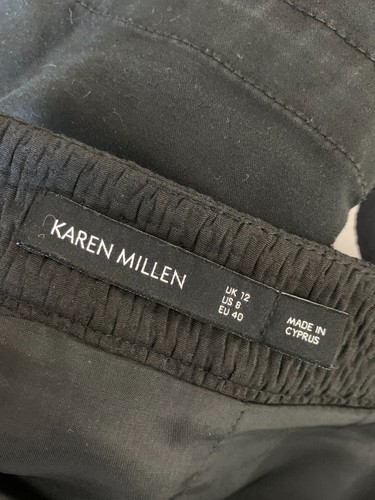 KAREN MILLEN
UK 12
US 8
EU 40
MADE IN
CYPRUS